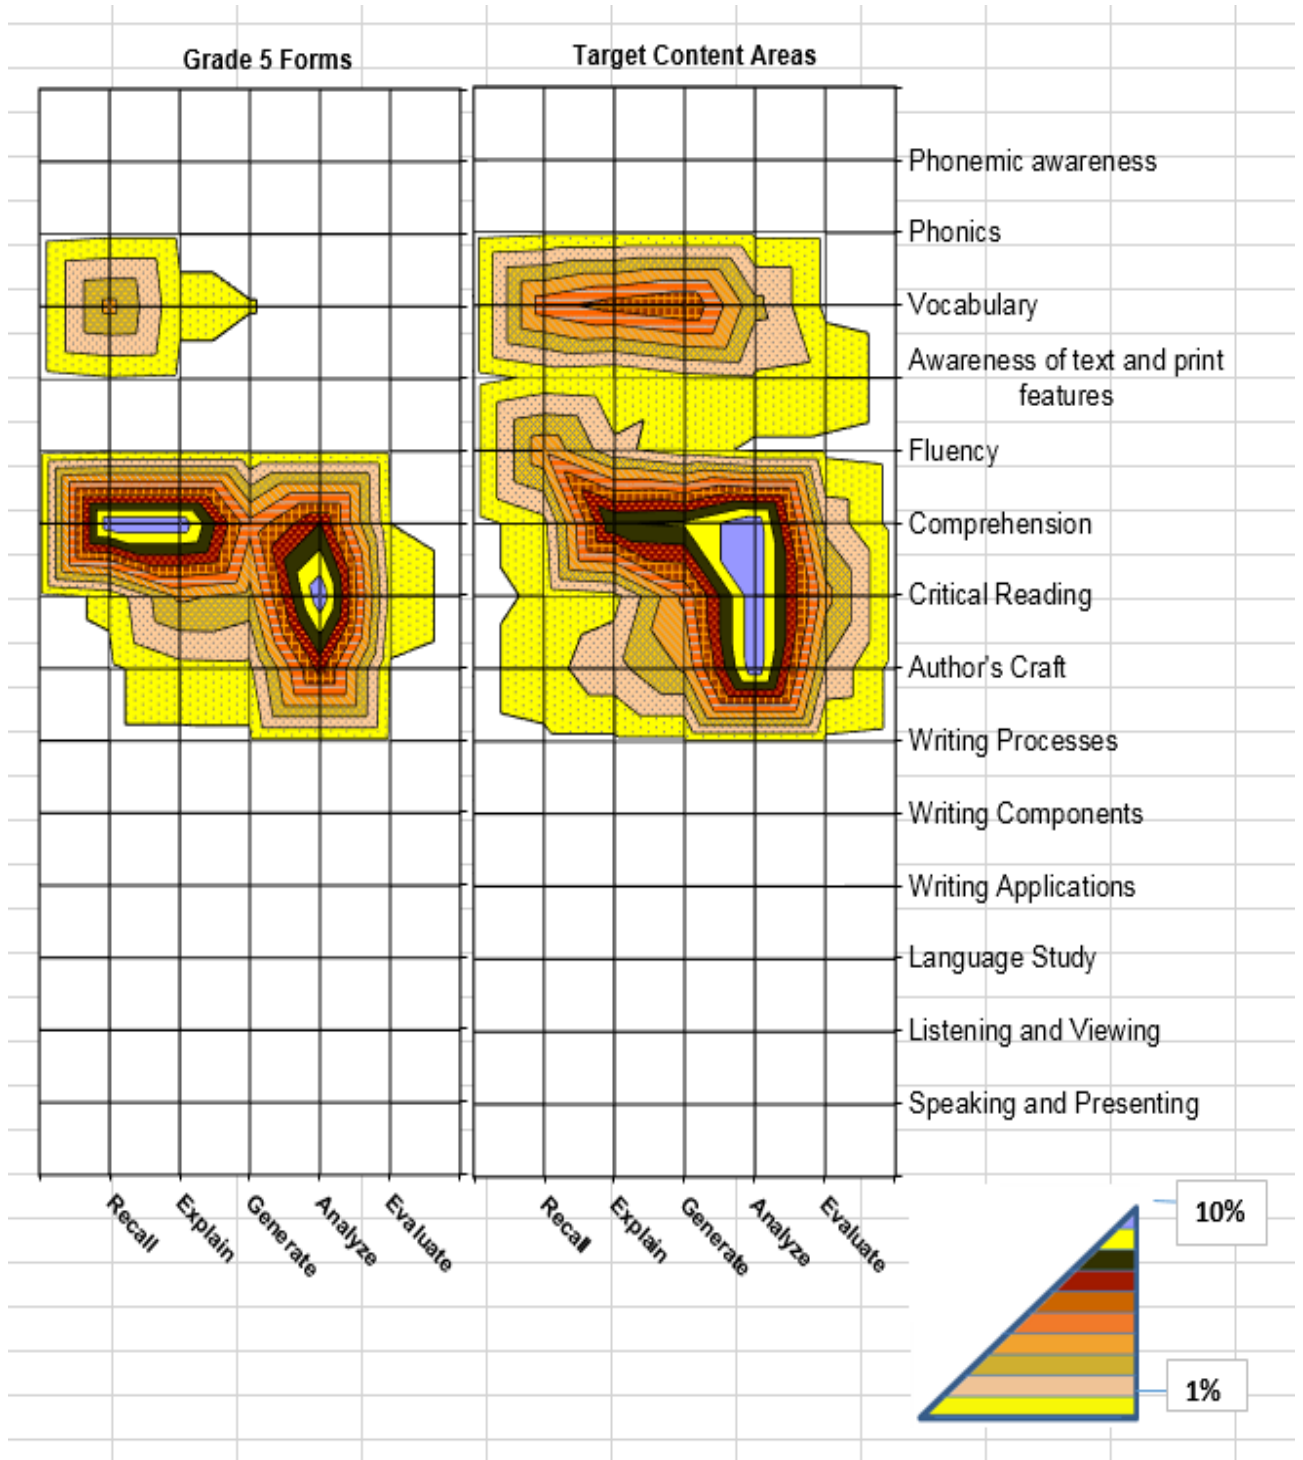 Grade 5 Forms
Target Content Areas
Phonemic awareness
Phonics
Vocabulary
Awareness of text and print
features
Fluency
Comprehension
Critical Reading
Author's Craft
Writing Processes
Writing Components
Writing Applications
Language Study
Listening and Viewing
Speaking and Presenting
Recall
Explain
Generate
Analyze
Evaluate
Recall
Explain
Generate
Analyze
Evaluate
10%
1%